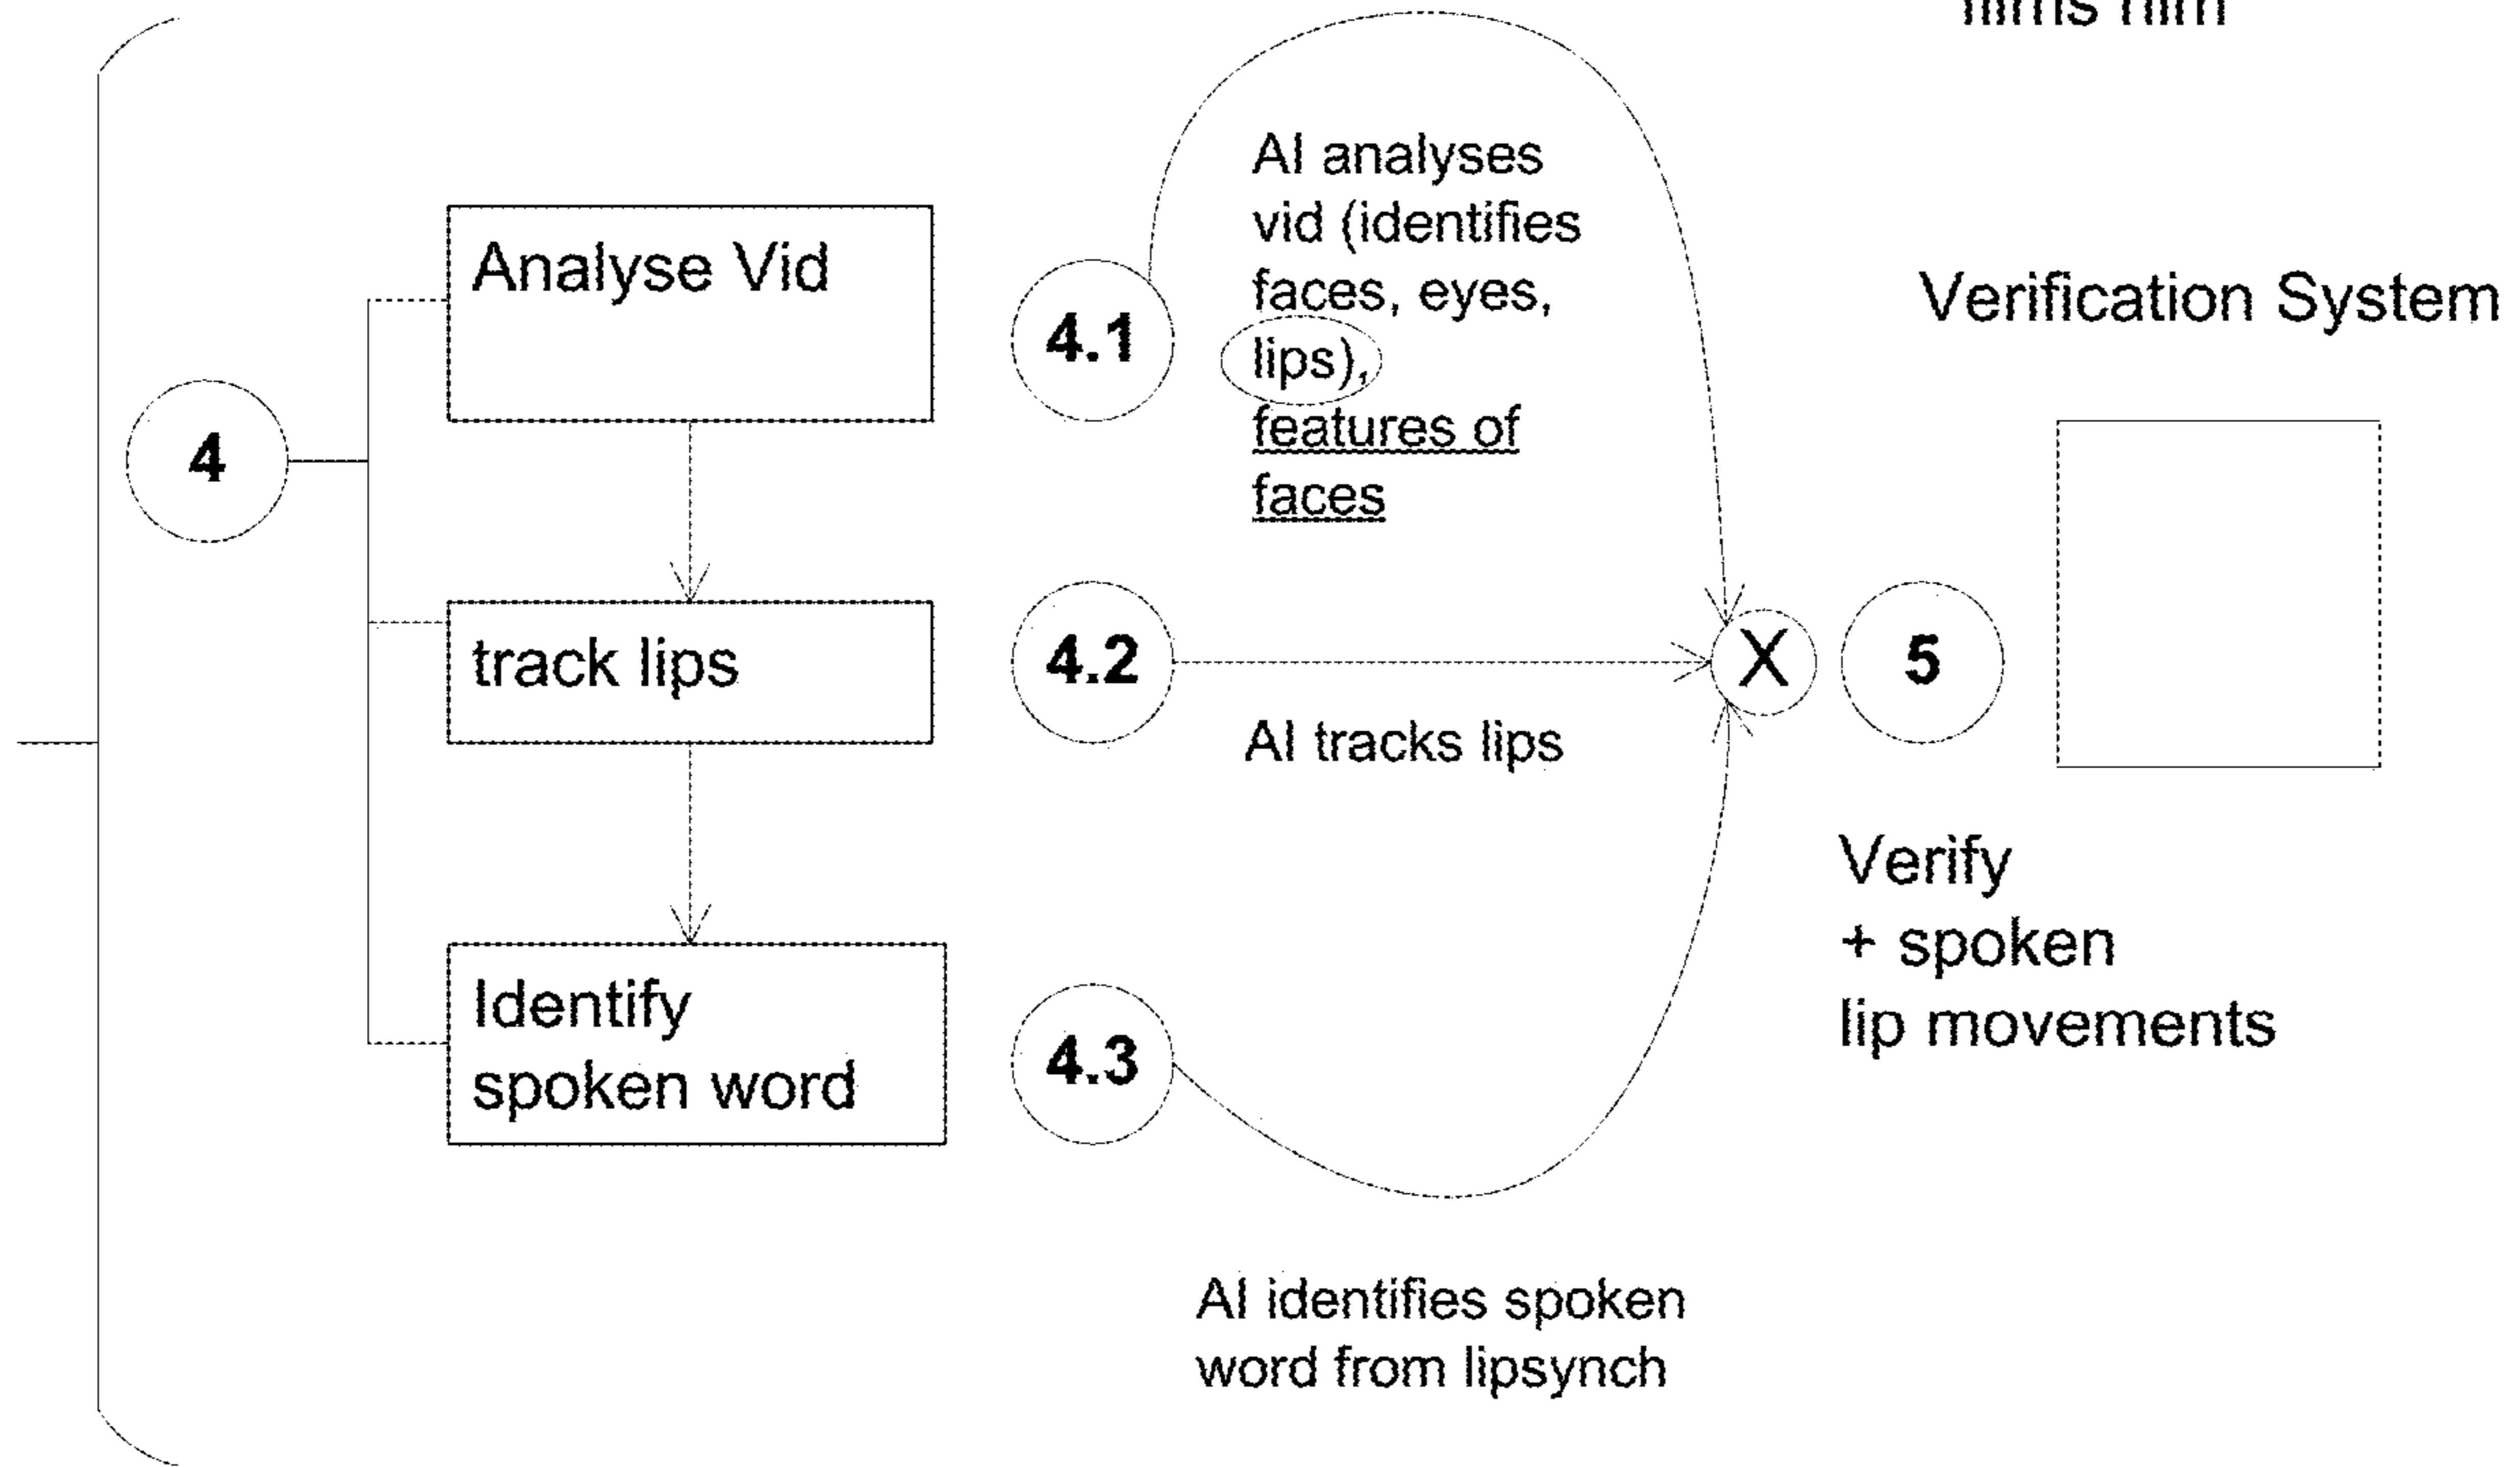 4
Analyse Vid
track lips
Identify
spoken word
4.1
AI analyses
vid (identifies
faces, eyes,
lips),
features of
faces
4.2
AI tracks lips
4.3
AI identifies spoken
word from lipsynch
X
5
Verification System
Verify
+ spoken
lip movements